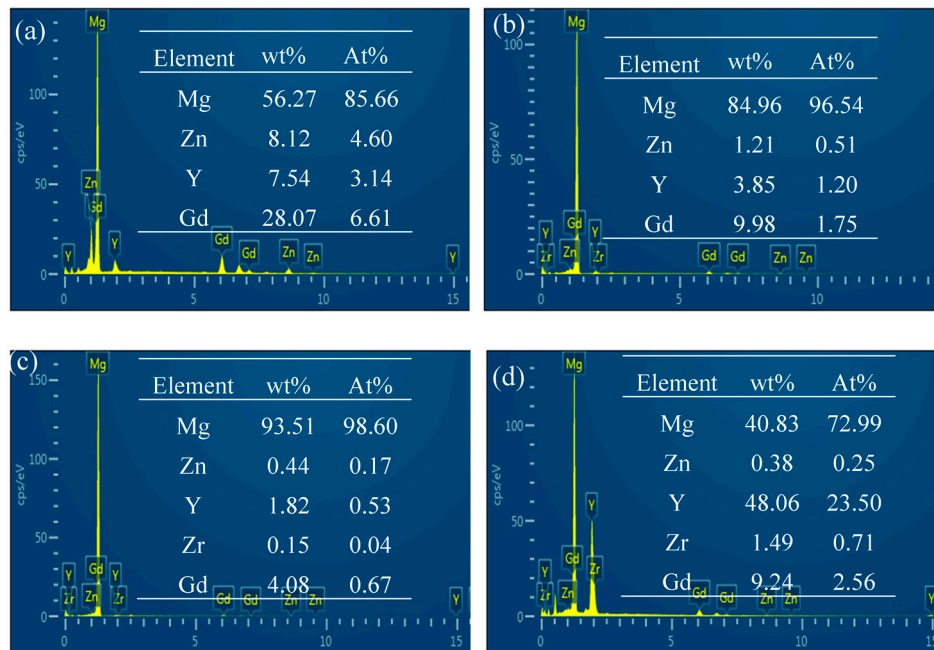 (a)
Mg
Element wt% At%
Mg 56.27 85.66
Zn 8.12 4.60
Y 7.54 3.14
Gd 28.07 6.61
cps/eV
100
50
0
Zn
Gd
Y
Y
Gd
Gd
Zn
Zn
Y
0 5 10 15
(b)
Mg
Element wt% At%
Mg 84.96 96.54
Zn 1.21 0.51
Y 3.85 1.20
Gd 9.98 1.75
cps/eV
100
50
0
Gd
Y
Y
Zr
Zn
Zr
Gd
Gd
Zn
Zn
0 5 10
(c)
Mg
Element wt% At%
Mg 93.51 98.60
Zn 0.44 0.17
Y 1.82 0.53
Zr 0.15 0.04
Gd 4.08 0.67
cps/eV
150
100
50
0
Gd
Y
Y
Zr
Zn
Zr
Gd
Gd
Zn
Zn
Y
0 5 10 15
(d)
Mg
Element wt% At%
Mg 40.83 72.99
Zn 0.38 0.25
Y 48.06 23.50
Zr 1.49 0.71
Gd 9.24 2.56
cps/eV
100
50
0
Y
Gd
Zr
Y
Zr
Zn
Gd
Gd
Zn
Zn
Y
0 5 10 15